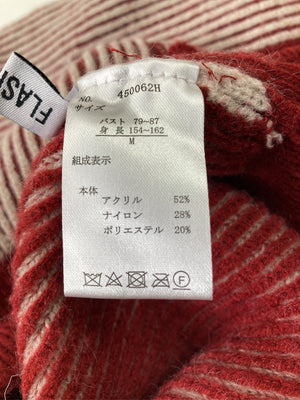 FLAS
NO. 450062H
サイズ
バスト 79~87
身 長 154~162
M
組成表示
本体
アクリル 52%
ナイロン 28%
ポリエステル 20%
F